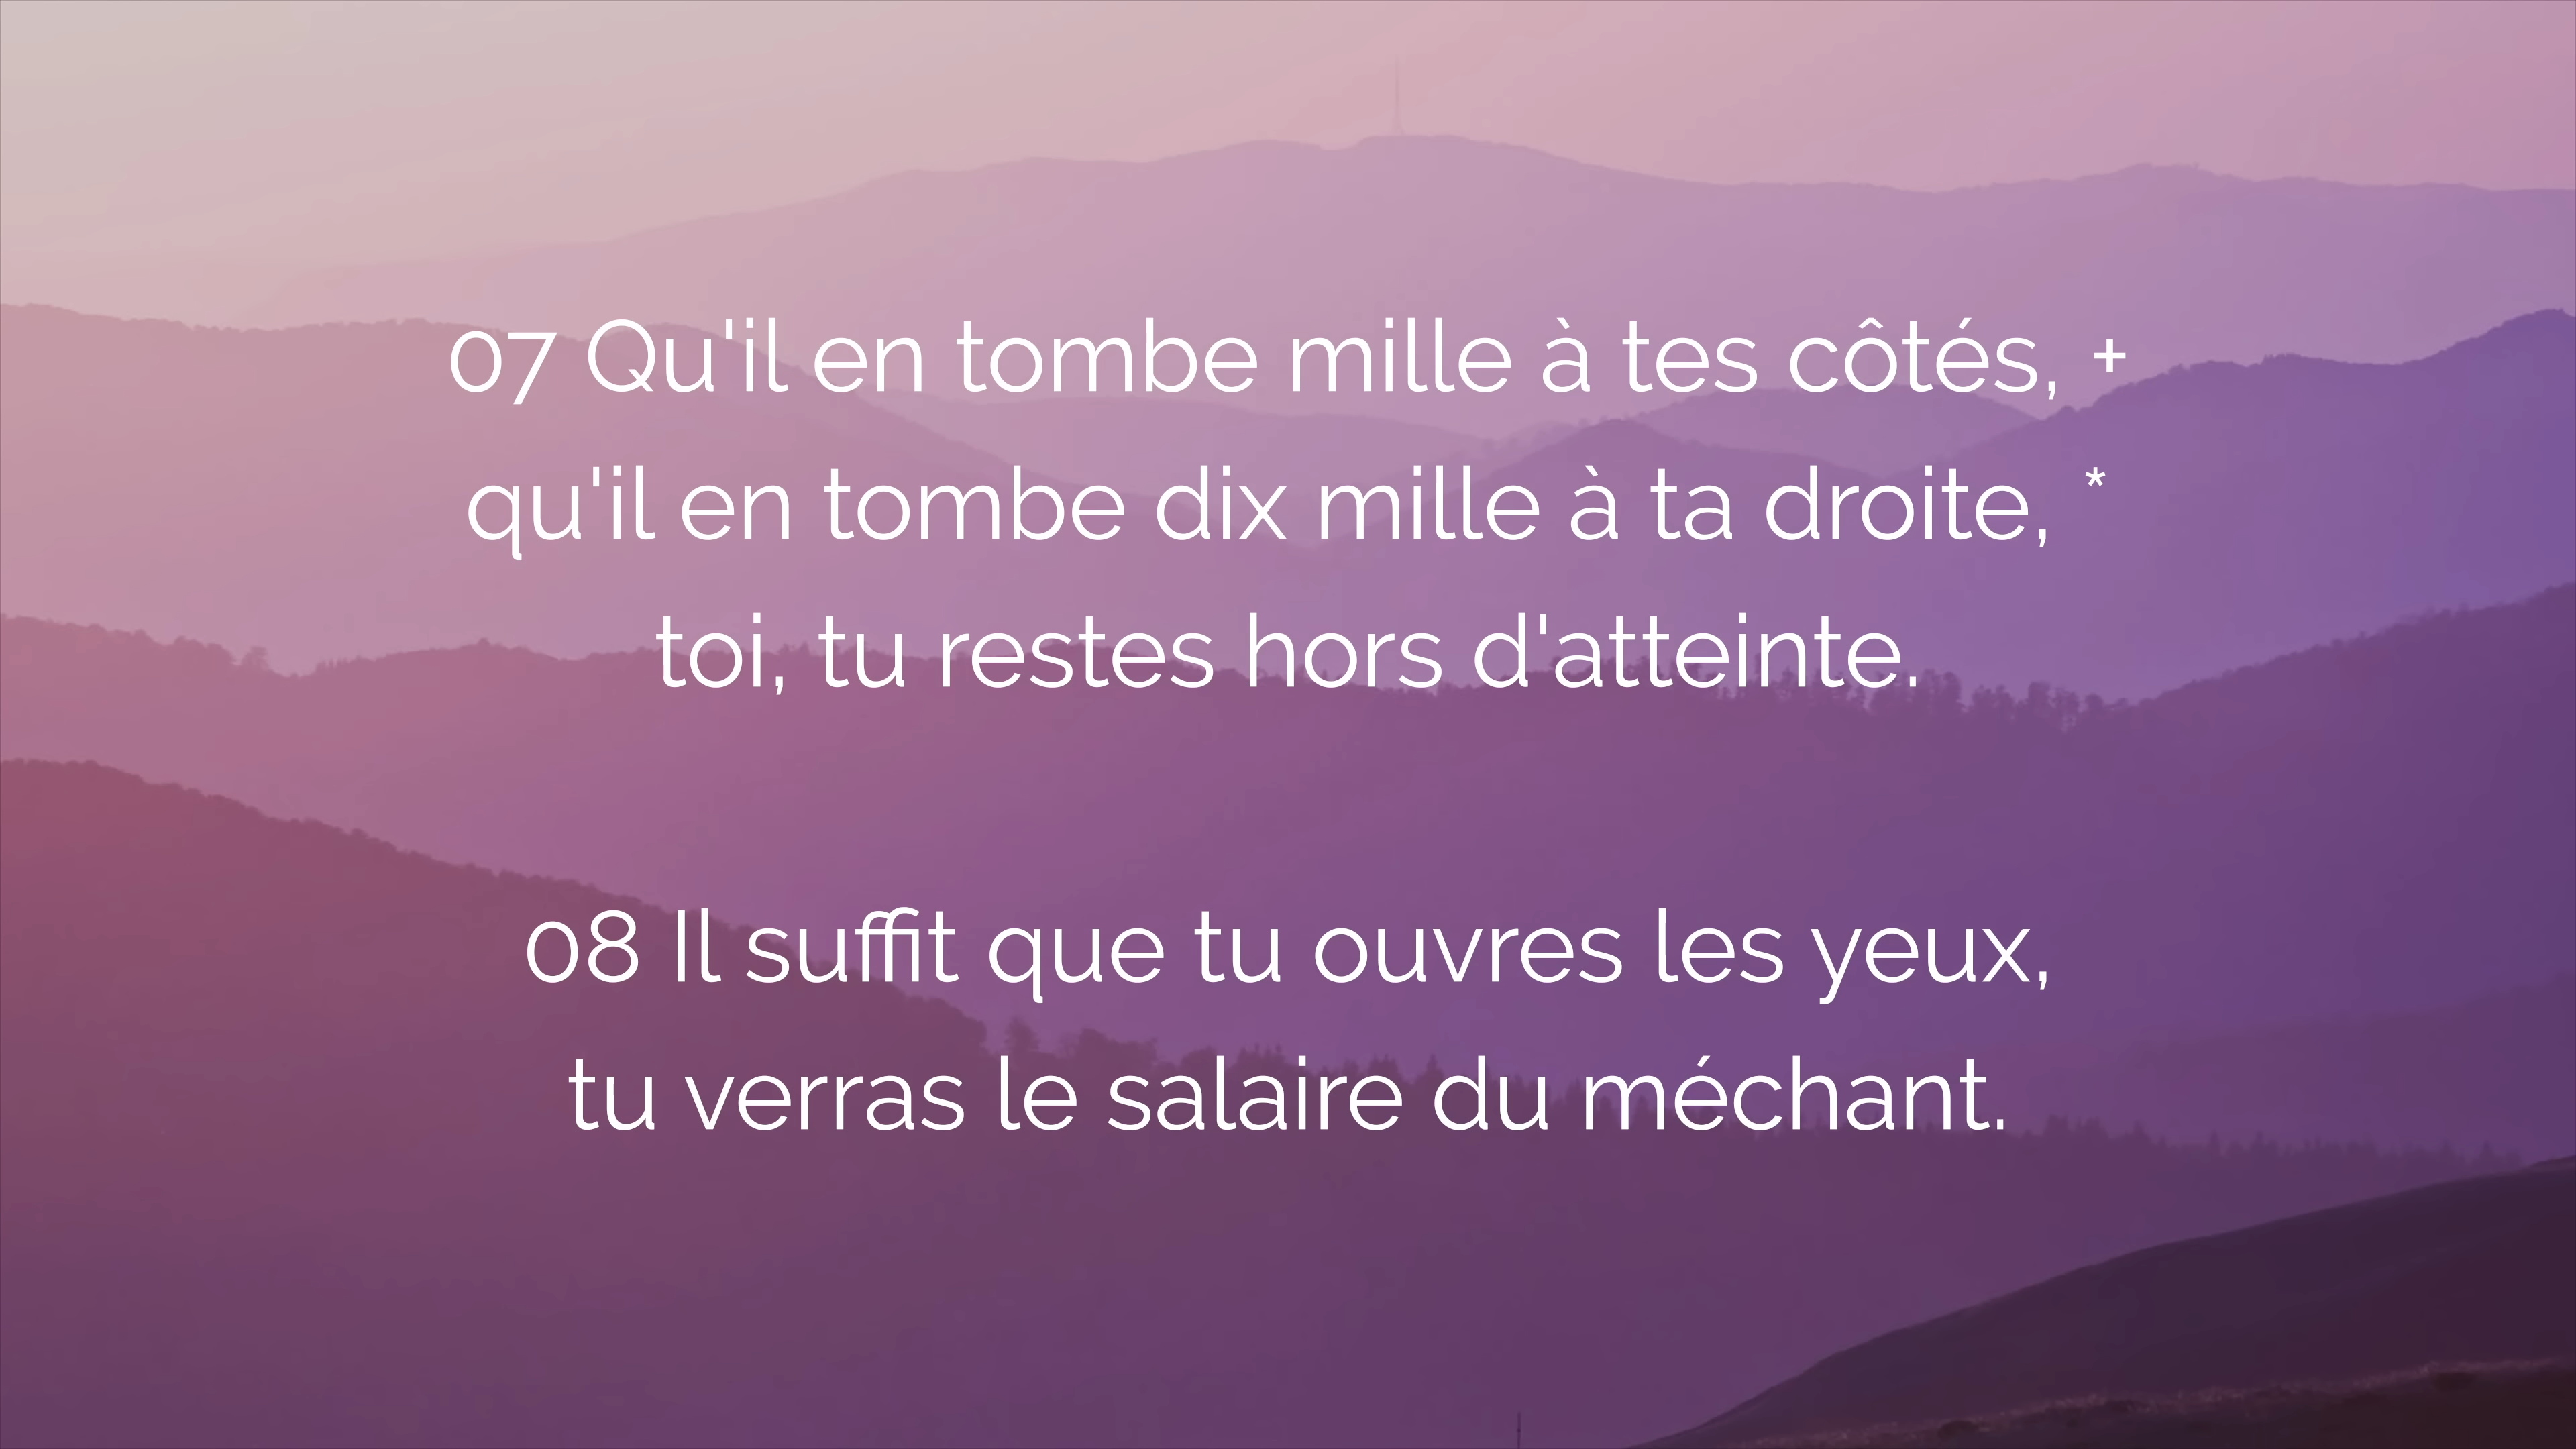 07 Qu'il en tombe mille à tes côtés, +
qu'il en tombe dix mille à ta droite, *
toi, tu restes hors d'atteinte.
08 Il suffit que tu ouvres les yeux,
tu verras le salaire du méchant.